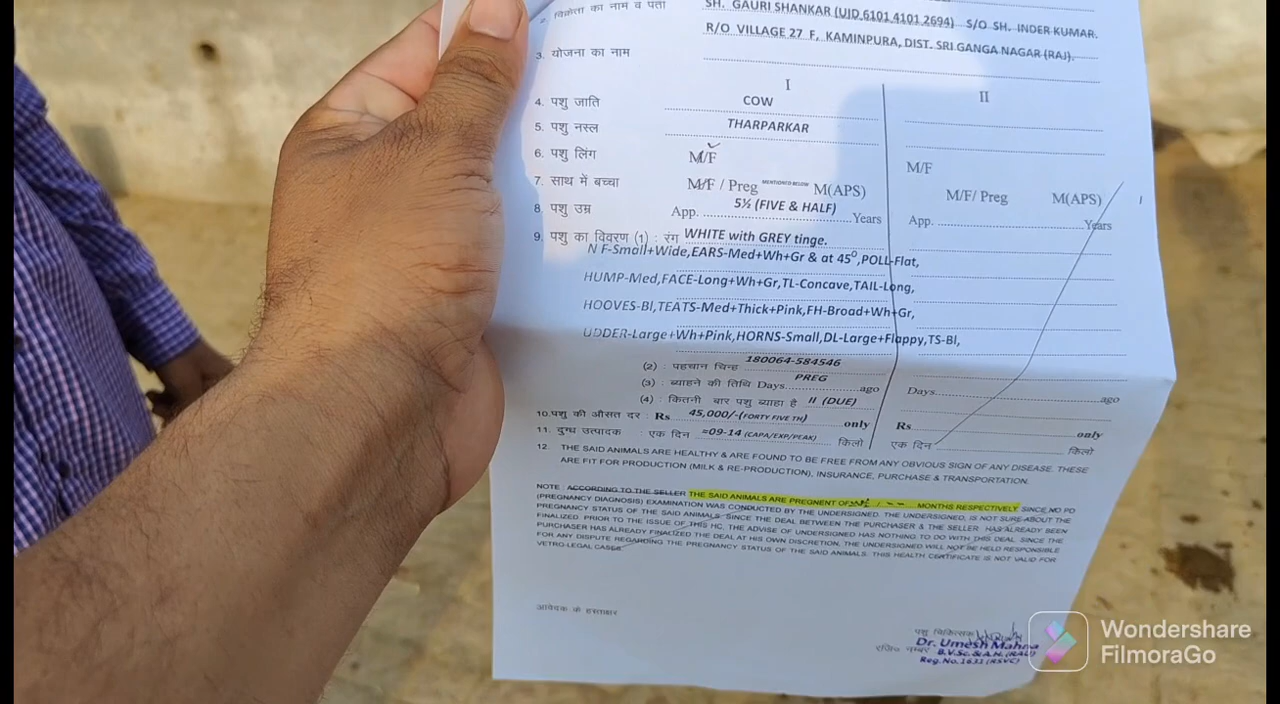 २. विक्रेता का नाम व पता SH. GAURI SHANKAR (UID.6101 4101 2694) S/O SH. INDER KUMAR.
R/O VILLAGE 27 F, KAMINPURA, DIST. SRI GANGA NAGAR (RAJ).
3. योजना का नाम
I II
4. पशु जाति COW
5. पशु नस्ल THARPARKAR
6. पशु लिंग M/F M/F
7. साथ में बच्चा M/F / Preg MENTIONED BELOW M(APS) M/F/ Preg M(APS)
8. पशु उम्र App. 5½ (FIVE & HALF) Years App. Years
9. पशु का विवरण (1) : रंग WHITE with GREY tinge.
N F-Small+Wide,EARS-Med+Wh+Gr & at 45⁰,POLL-Flat,
HUMP-Med,FACE-Long+Wh+Gr,TL-Concave,TAIL-Long,
HOOVES-Bl,TEATS-Med+Thick+Pink,FH-Broad+Wh+Gr,
UDDER-Large+Wh+Pink,HORNS-Small,DL-Large+Flappy,TS-Bl,
(2) : पहचान चिन्ह 180064-584546
(3) : ब्याहने की तिथि Days PREG ago Days ago
(4) : कितनी बार पशु ब्याहा है II (DUE)
10.पशु की औसत दर : Rs 45,000/-(FORTY FIVE TH) only Rs only
11. दुग्ध उत्पादक : एक दिन ≈09-14 (CAPA/EXP/PEAK) किलो एक दिन किलो
12. THE SAID ANIMALS ARE HEALTHY & ARE FOUND TO BE FREE FROM ANY OBVIOUS SIGN OF ANY DISEASE. THESE
ARE FIT FOR PRODUCTION (MILK & RE-PRODUCTION), INSURANCE, PURCHASE & TRANSPORTATION.
NOTE : ACCORDING TO THE SELLER THE SAID ANIMALS ARE PREGNENT OF MONTHS RESPECTIVELY. SINCE NO PD
(PREGNANCY DIAGNOSIS) EXAMINATION WAS CONDUCTED BY THE UNDERSIGNED. THE UNDERSIGNED, IS NOT SURE ABOUT THE
PREGNANCY STATUS OF THE SAID ANIMALS. SINCE THE DEAL BETWEEN THE PURCHASER & THE SELLER HAS ALREADY BEEN
FINALIZED PRIOR TO THE ISSUE OF THIS HC, THE ADVISE OF UNDERSIGNED HAS NOTHING TO DO WITH THIS DEAL. SINCE THE
PURCHASER HAS ALREADY FINALIZED THE DEAL AT HIS OWN DISCRETION, THE UNDERSIGNED WILL NOT BE HELD RESPONSIBLE
FOR ANY DISPUTE REGARDING THE PREGNANCY STATUS OF THE SAID ANIMALS. THIS HEALTH CERTIFICATE IS NOT VALID FOR
VETRO-LEGAL CASES.
आवेदक के हस्ताक्षर
पशु चिकित्सक
रजि० नम्बर Dr. Umesh Mahna
B.V.Sc. & A.H. (RAU)
Reg. No. 1631 (RSVC)
Wondershare
FilmoraGo